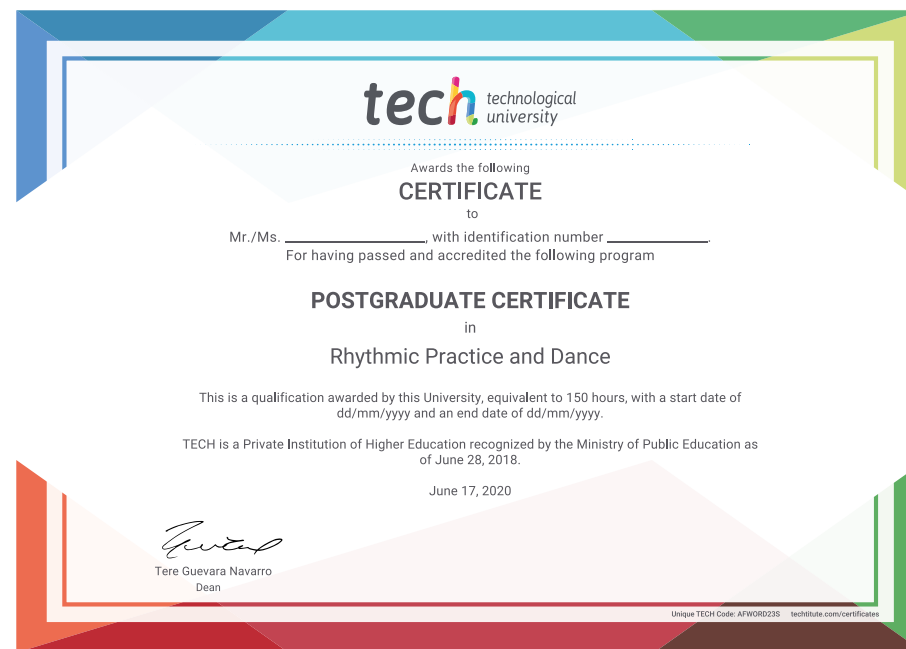 tech technological
university
Awards the following
CERTIFICATE
to
Mr./Ms. ____________________, with identification number ______________.
For having passed and accredited the following program
POSTGRADUATE CERTIFICATE
in
Rhythmic Practice and Dance
This is a qualification awarded by this University, equivalent to 150 hours, with a start date of
dd/mm/yyyy and an end date of dd/mm/yyyy.
TECH is a Private Institution of Higher Education recognized by the Ministry of Public Education as
of June 28, 2018.
June 17, 2020
Tere Guevara Navarro
Dean
Unique TECH Code: AFWORD23S techtitute.com/certificates